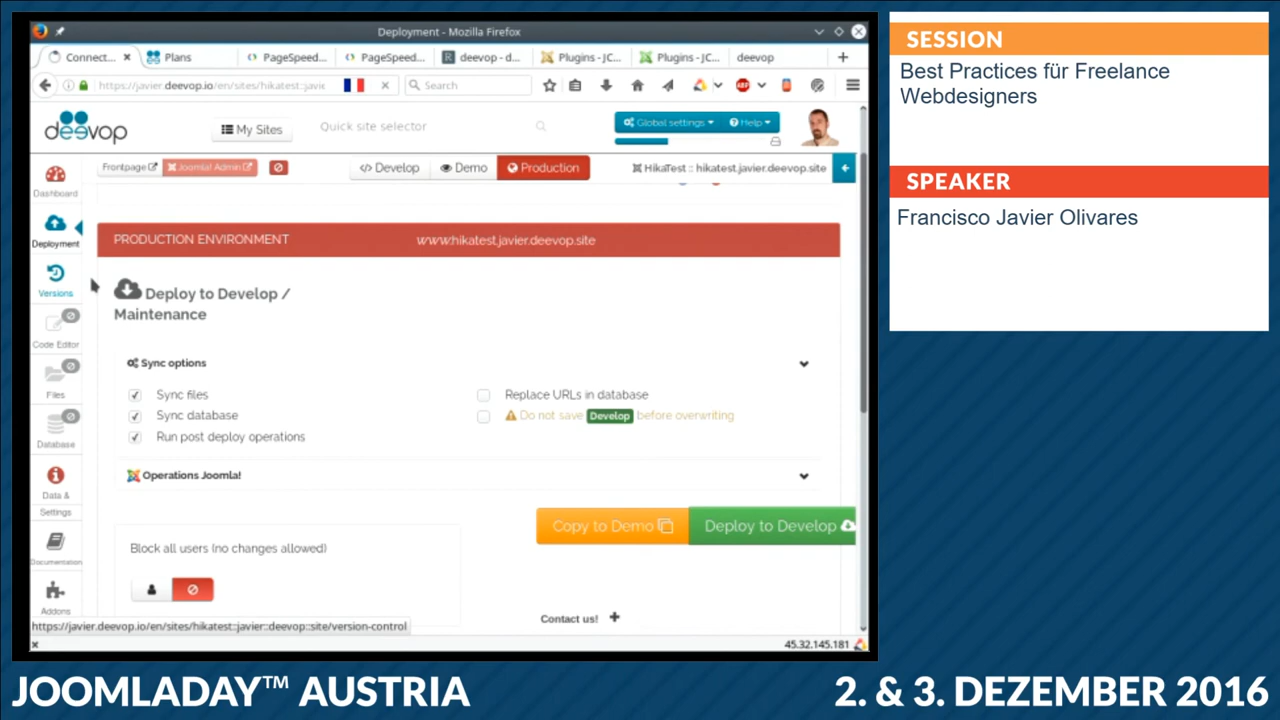 Deployment - Mozilla Firefox
Connect...
Plans
PageSpeed...
PageSpeed...
deevop - d...
Plugins - JC...
Plugins - JC...
deevop
https://javier.deevop.io/en/sites/hikatest::javie
Search
deevop
My Sites
Quick site selector
Global settings
Help
Frontpage
Joomla! Admin
Develop
Demo
Production
HikaTest :: hikatest.javier.deevop.site
Dashboard
Deployment
Versions
Code Editor
Files
Database
Data &
Settings
Documentation
Addons
PRODUCTION ENVIRONMENT
www.hikatest.javier.deevop.site
Deploy to Develop /
Maintenance
Sync options
Sync files
Replace URLs in database
Sync database
Do not save Develop before overwriting
Run post deploy operations
Operations Joomla!
Copy to Demo
Deploy to Develop
Block all users (no changes allowed)
Contact us!
https://javier.deevop.io/en/sites/hikatest::javier::deevop::site/version-control
45.32.145.181
SESSION
Best Practices für Freelance
Webdesigners
SPEAKER
Francisco Javier Olivares
JOOMLADAY™ AUSTRIA
2. & 3. DEZEMBER 2016